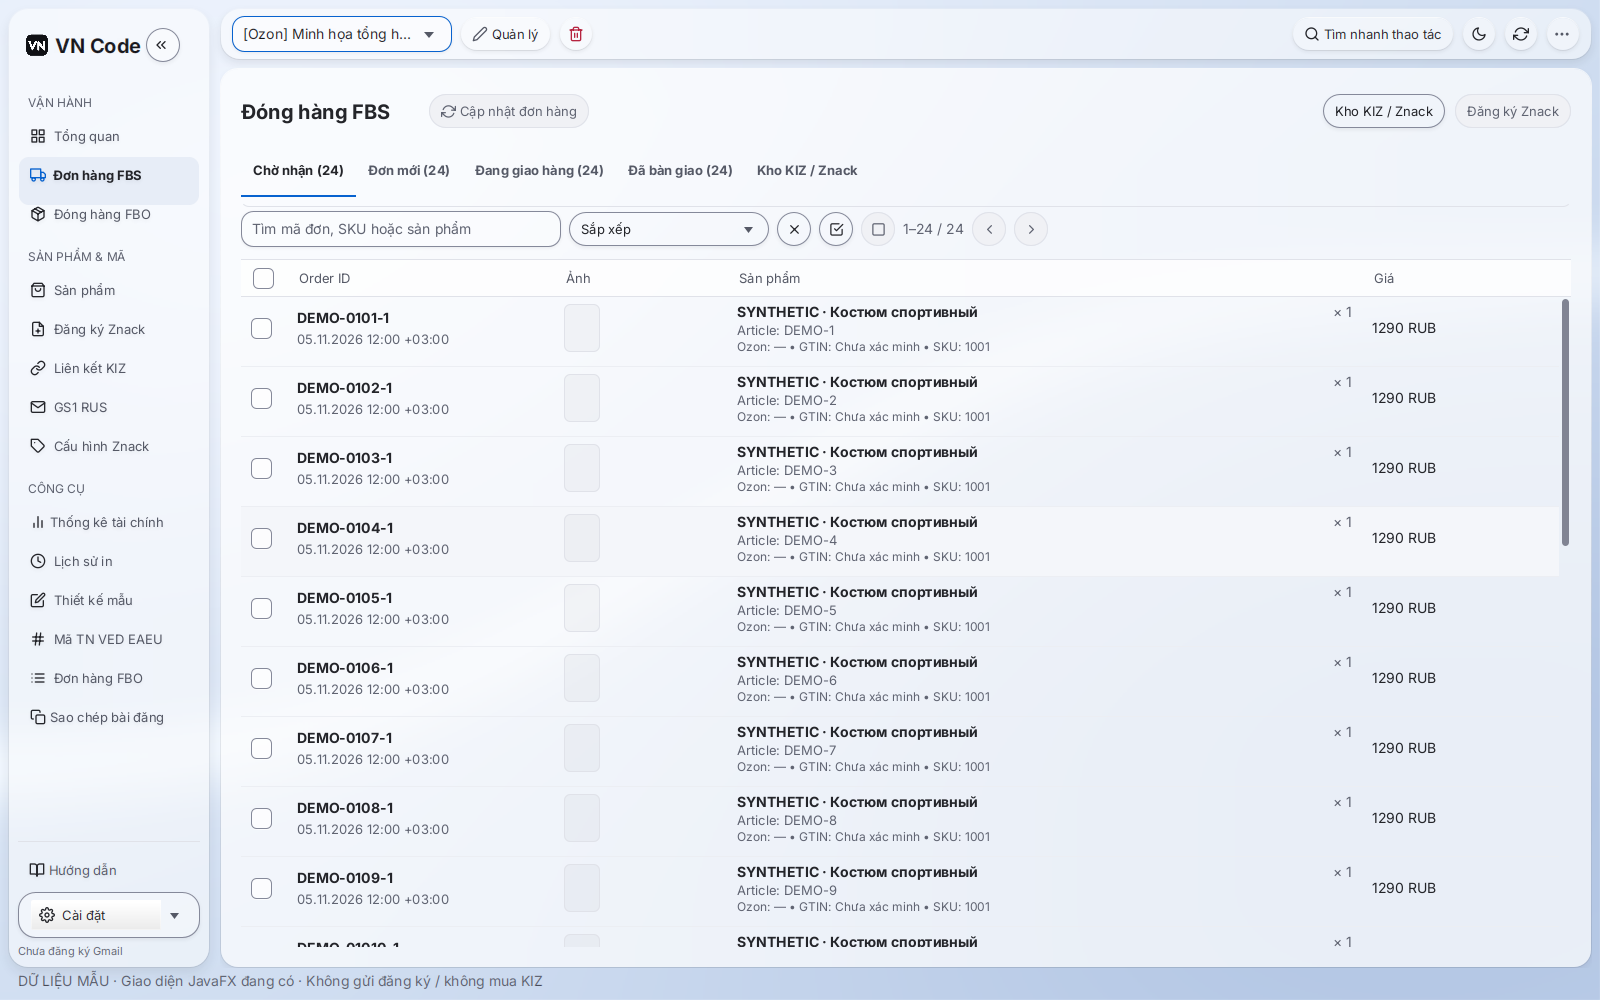 VN VN Code
VẬN HÀNH
Tổng quan
Đơn hàng FBS
Đóng hàng FBO
SẢN PHẨM & MÃ
Sản phẩm
Đăng ký Znack
Liên kết KIZ
GS1 RUS
Cấu hình Znack
CÔNG CỤ
Thống kê tài chính
Lịch sử in
Thiết kế mẫu
Mã TN VED EAEU
Đơn hàng FBO
Sao chép bài đăng
Hướng dẫn
Cài đặt
Chưa đăng ký Gmail
[Ozon] Minh họa tổng h...
Quản lý
Tìm nhanh thao tác
Đóng hàng FBS
Cập nhật đơn hàng
Kho KIZ / Znack
Đăng ký Znack
Chờ nhận (24)
Đơn mới (24)
Đang giao hàng (24)
Đã bàn giao (24)
Kho KIZ / Znack
Tìm mã đơn, SKU hoặc sản phẩm
Sắp xếp
1–24 / 24
Order ID Ảnh Sản phẩm Giá
DEMO-0101-1
05.11.2026 12:00 +03:00
SYNTHETIC · Костюм спортивный × 1
Article: DEMO-1
Ozon: — • GTIN: Chưa xác minh • SKU: 1001
1290 RUB
DEMO-0102-1
05.11.2026 12:00 +03:00
SYNTHETIC · Костюм спортивный × 1
Article: DEMO-2
Ozon: — • GTIN: Chưa xác minh • SKU: 1001
1290 RUB
DEMO-0103-1
05.11.2026 12:00 +03:00
SYNTHETIC · Костюм спортивный × 1
Article: DEMO-3
Ozon: — • GTIN: Chưa xác minh • SKU: 1001
1290 RUB
DEMO-0104-1
05.11.2026 12:00 +03:00
SYNTHETIC · Костюм спортивный × 1
Article: DEMO-4
Ozon: — • GTIN: Chưa xác minh • SKU: 1001
1290 RUB
DEMO-0105-1
05.11.2026 12:00 +03:00
SYNTHETIC · Костюм спортивный × 1
Article: DEMO-5
Ozon: — • GTIN: Chưa xác minh • SKU: 1001
1290 RUB
DEMO-0106-1
05.11.2026 12:00 +03:00
SYNTHETIC · Костюм спортивный × 1
Article: DEMO-6
Ozon: — • GTIN: Chưa xác minh • SKU: 1001
1290 RUB
DEMO-0107-1
05.11.2026 12:00 +03:00
SYNTHETIC · Костюм спортивный × 1
Article: DEMO-7
Ozon: — • GTIN: Chưa xác minh • SKU: 1001
1290 RUB
DEMO-0108-1
05.11.2026 12:00 +03:00
SYNTHETIC · Костюм спортивный × 1
Article: DEMO-8
Ozon: — • GTIN: Chưa xác minh • SKU: 1001
1290 RUB
DEMO-0109-1
05.11.2026 12:00 +03:00
SYNTHETIC · Костюм спортивный × 1
Article: DEMO-9
Ozon: — • GTIN: Chưa xác minh • SKU: 1001
1290 RUB
DEMO-01010-1
SYNTHETIC · Костюм спортивный × 1
DỮ LIỆU MẪU · Giao diện JavaFX đang có · Không gửi đăng ký / không mua KIZ